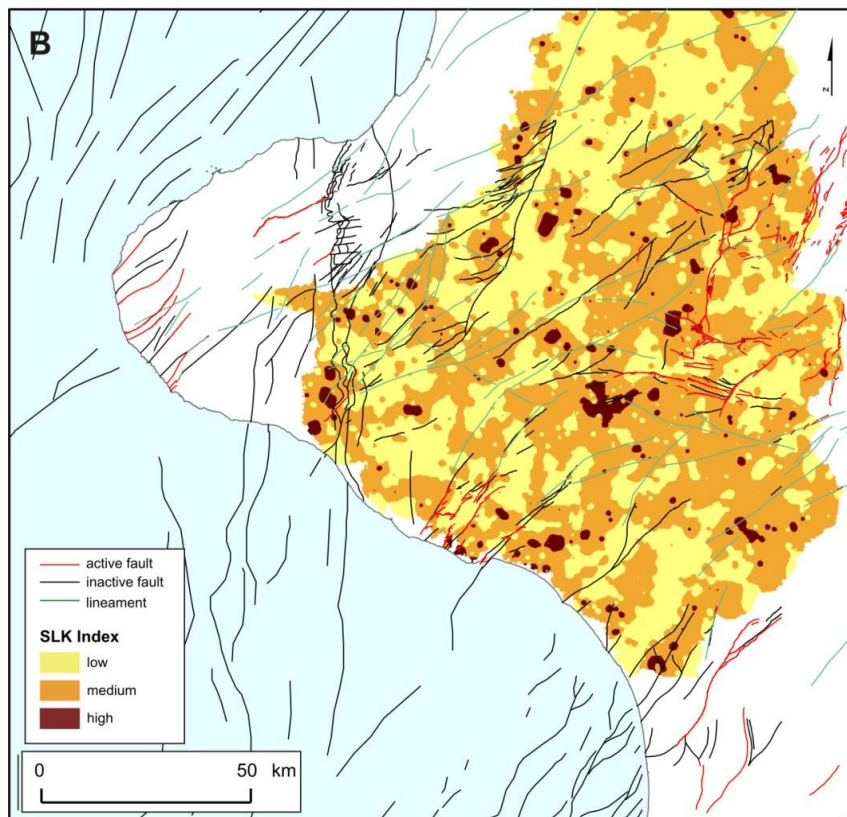 B
z
active fault
inactive fault
lineament
SLK Index
low
medium
high
0 50 km